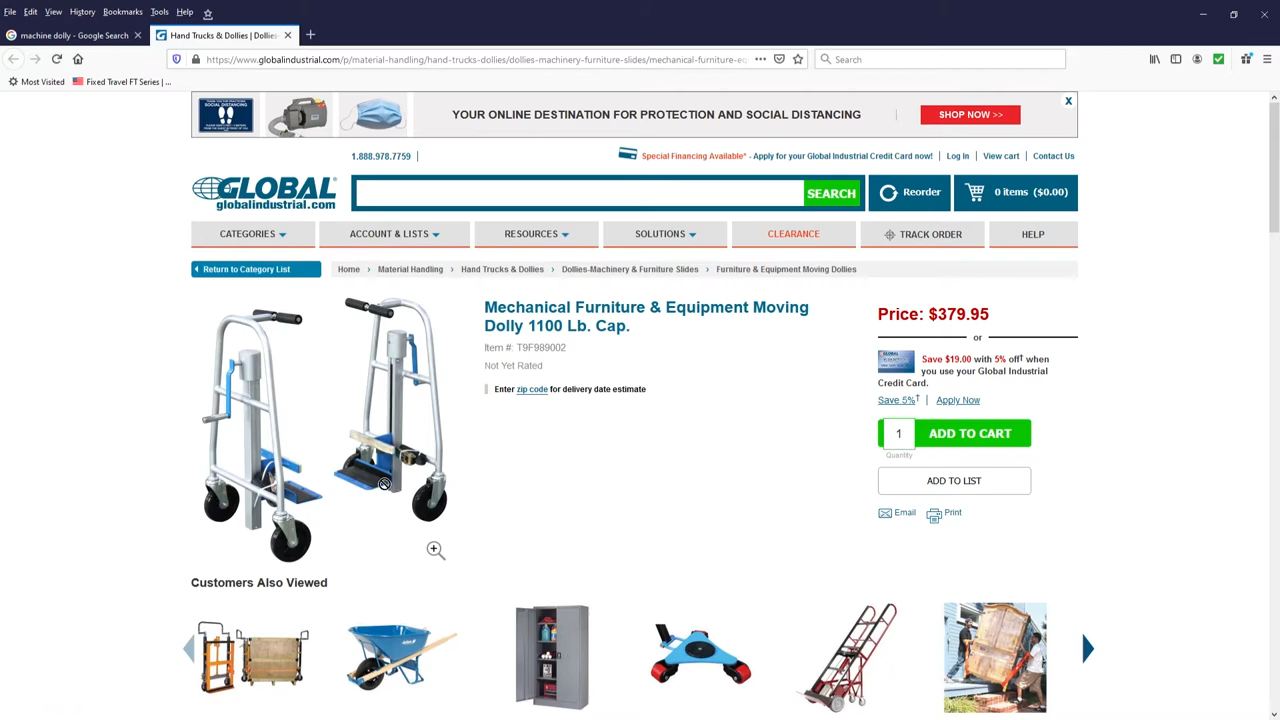 File Edit View History Bookmarks Tools Help
machine dolly - Google Search
Hand Trucks & Dollies | Dollies-
https://www.globalindustrial.com/p/material-handling/hand-trucks-dollies/dollies-machinery-furniture-slides/mechanical-furniture-eq
Search
Most Visited
Fixed Travel FT Series | ...
YOUR ONLINE DESTINATION FOR PROTECTION AND SOCIAL DISTANCING
SHOP NOW >>
X
1.888.978.7759
Special Financing Available* - Apply for your Global Industrial Credit Card now!
Log In
View cart
Contact Us
GLOBAL
globalindustrial.com
SEARCH
Reorder
0 items ($0.00)
CATEGORIES
ACCOUNT & LISTS
RESOURCES
SOLUTIONS
CLEARANCE
TRACK ORDER
HELP
Return to Category List
Home > Material Handling > Hand Trucks & Dollies > Dollies-Machinery & Furniture Slides > Furniture & Equipment Moving Dollies
Mechanical Furniture & Equipment Moving
Dolly 1100 Lb. Cap.
Item #: T9F989002
Not Yet Rated
Enter zip code for delivery date estimate
Price: $379.95
or
Save $19.00 with 5% off† when
you use your Global Industrial
Credit Card.
Save 5%† | Apply Now
1
ADD TO CART
Quantity
ADD TO LIST
Email
Print
Customers Also Viewed